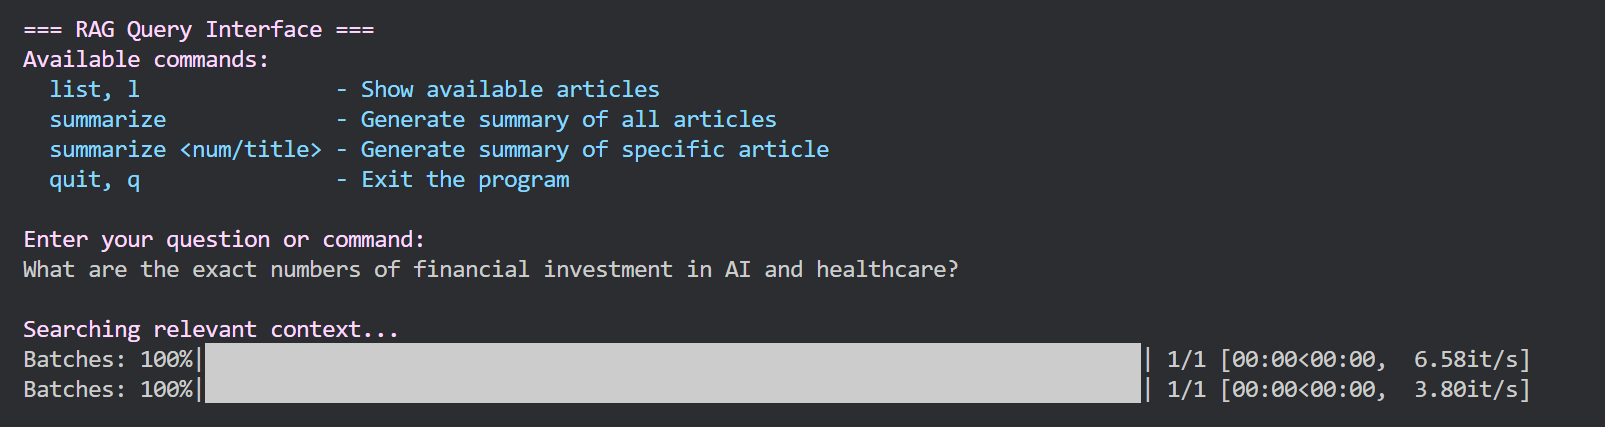 === RAG Query Interface ===
Available commands:
  list, l               - Show available articles
  summarize             - Generate summary of all articles
  summarize <num/title> - Generate summary of specific article
  quit, q               - Exit the program

Enter your question or command:
What are the exact numbers of financial investment in AI and healthcare?

Searching relevant context...
Batches: 100%|                                                                        | 1/1 [00:00<00:00,  6.58it/s]
Batches: 100%|                                                                        | 1/1 [00:00<00:00,  3.80it/s]